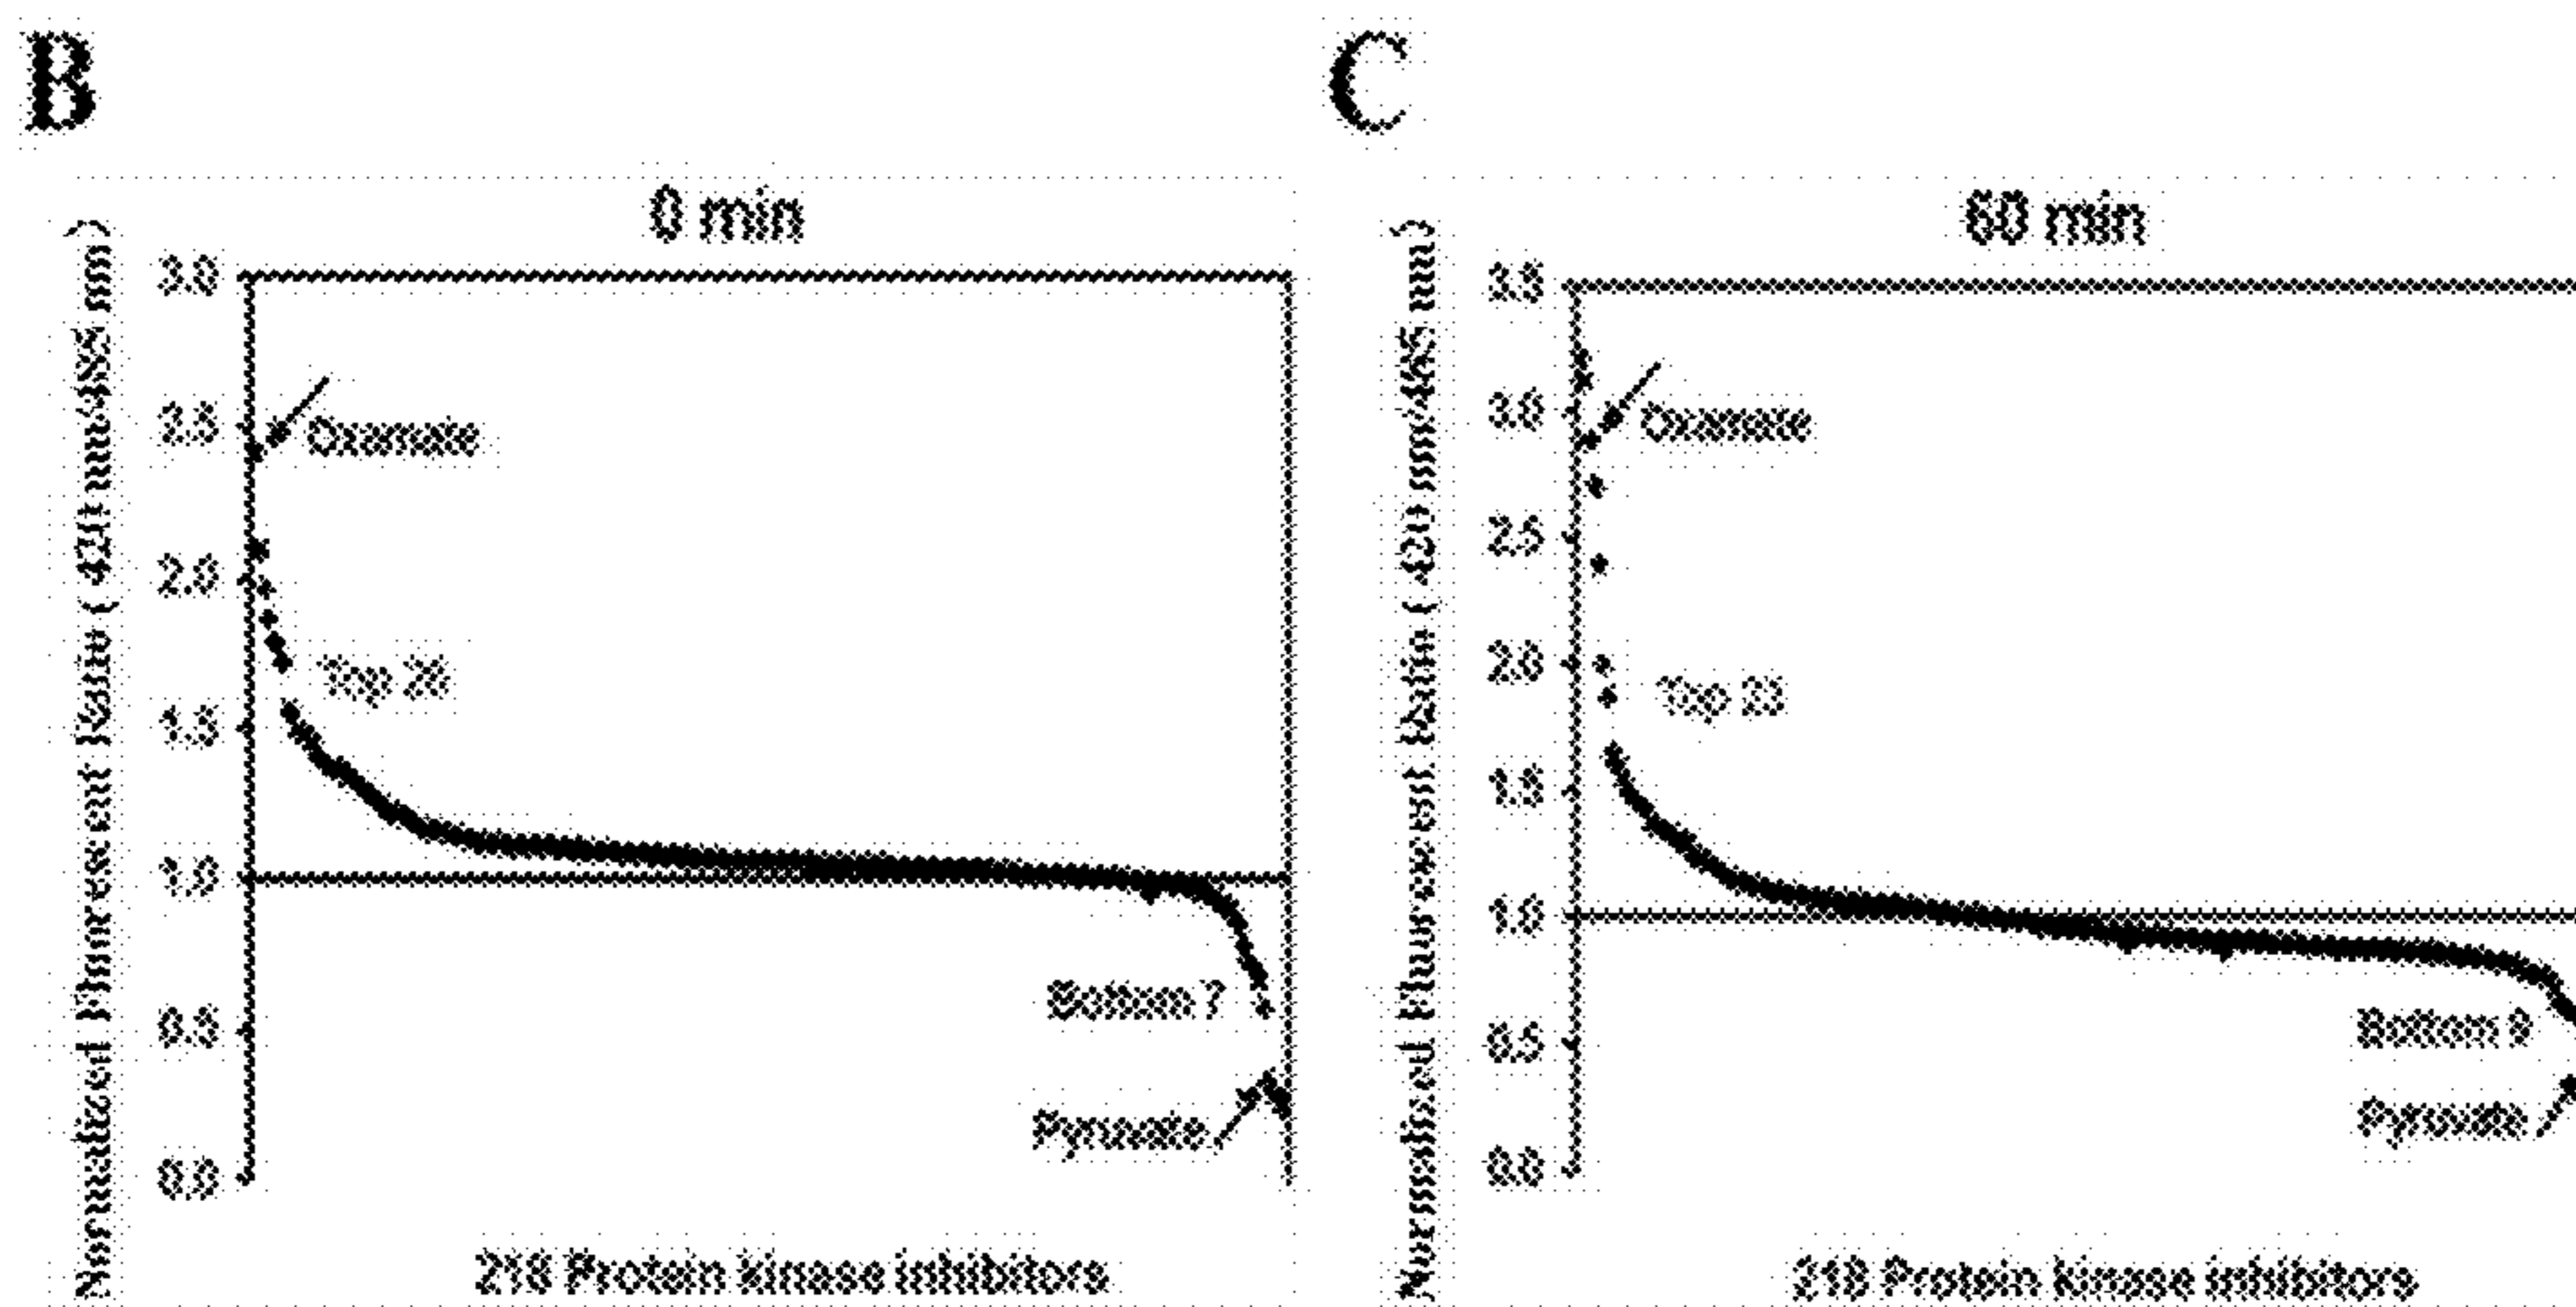 B
0 min
Normalized Fluorescent Ratio ( 420 nm/485 nm)
3.0
2.5
2.0
1.5
1.0
0.5
0.0
Oxamate
Top
Bottom 7
Pyruvate
218 Protein kinase inhibitors
C
60 min
Normalized Fluorescent Ratio ( 420 nm/485 nm)
3.5
3.0
2.5
2.0
1.5
1.0
0.5
0.0
Oxamate
Top 23
Bottom 9
Pyruvate
218 Protein kinase inhibitors